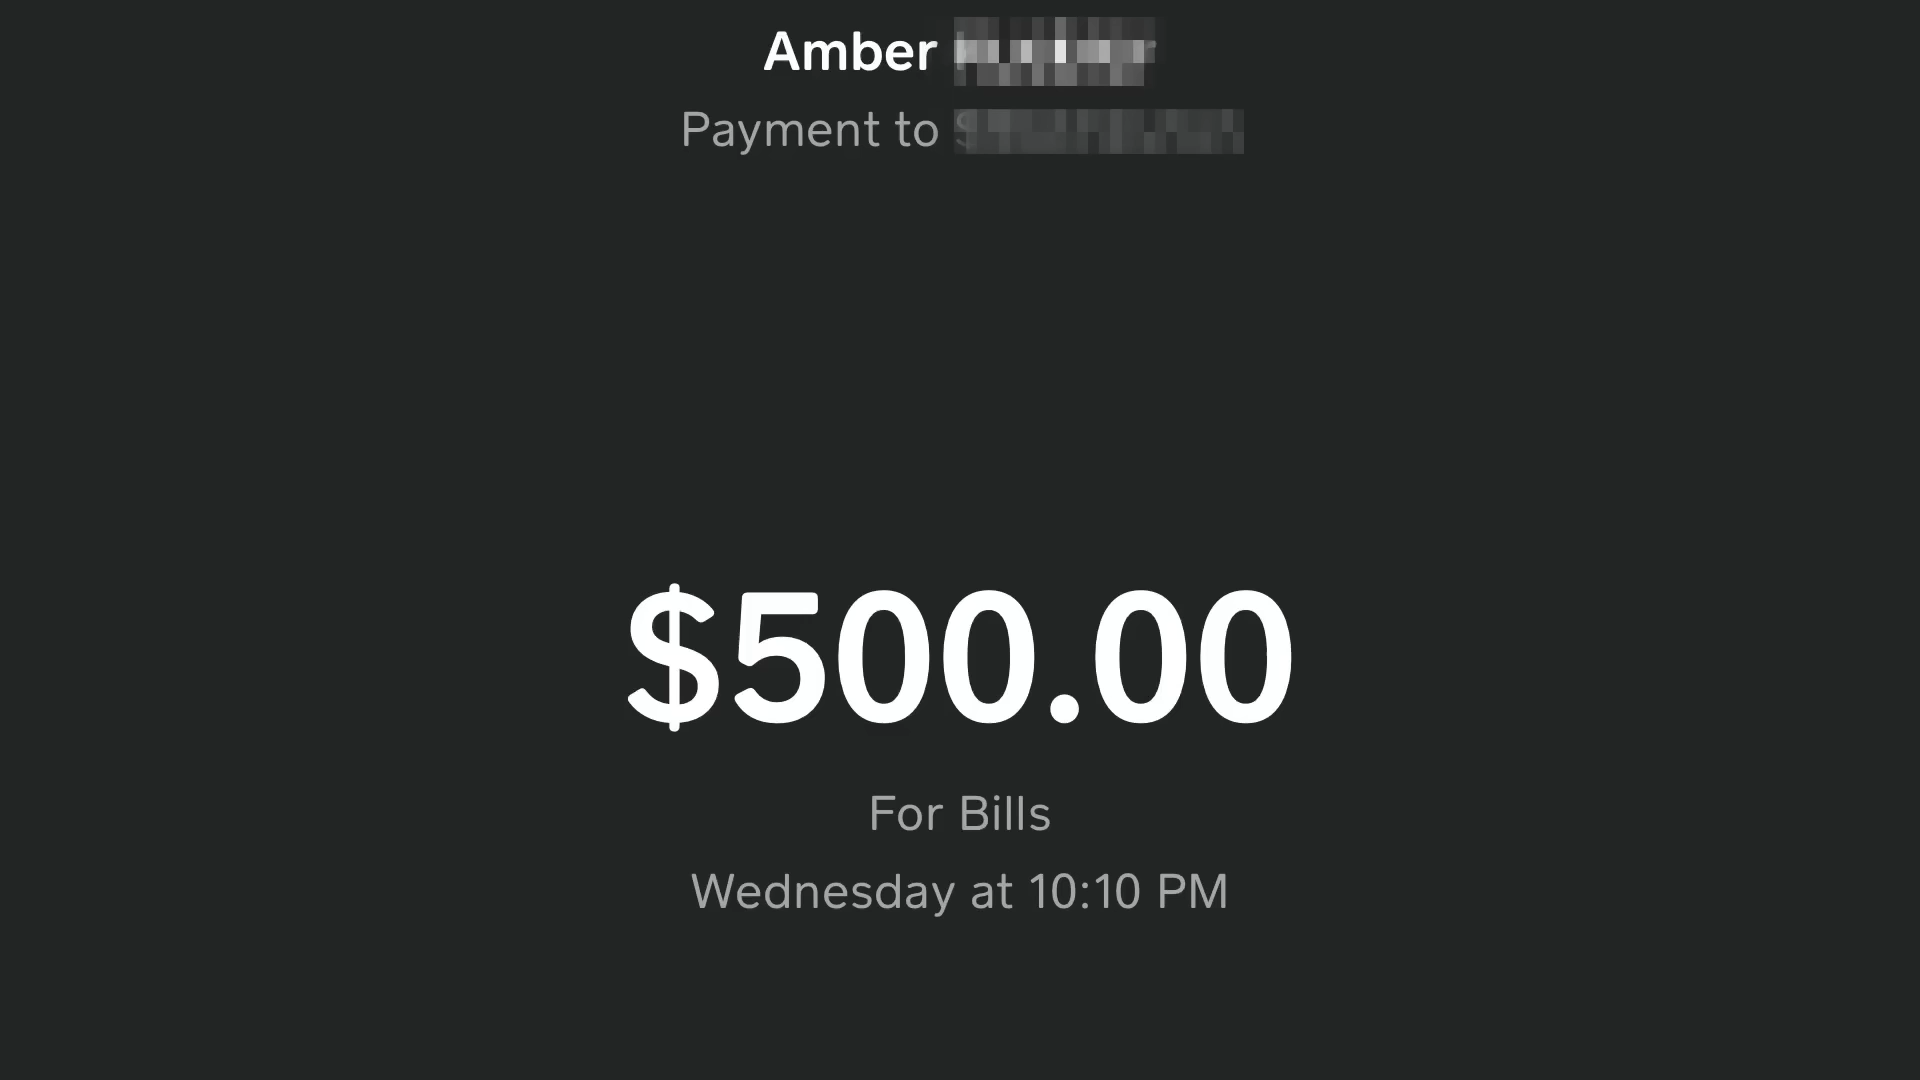 Amber
Payment to
$500.00
For Bills
Wednesday at 10:10 PM